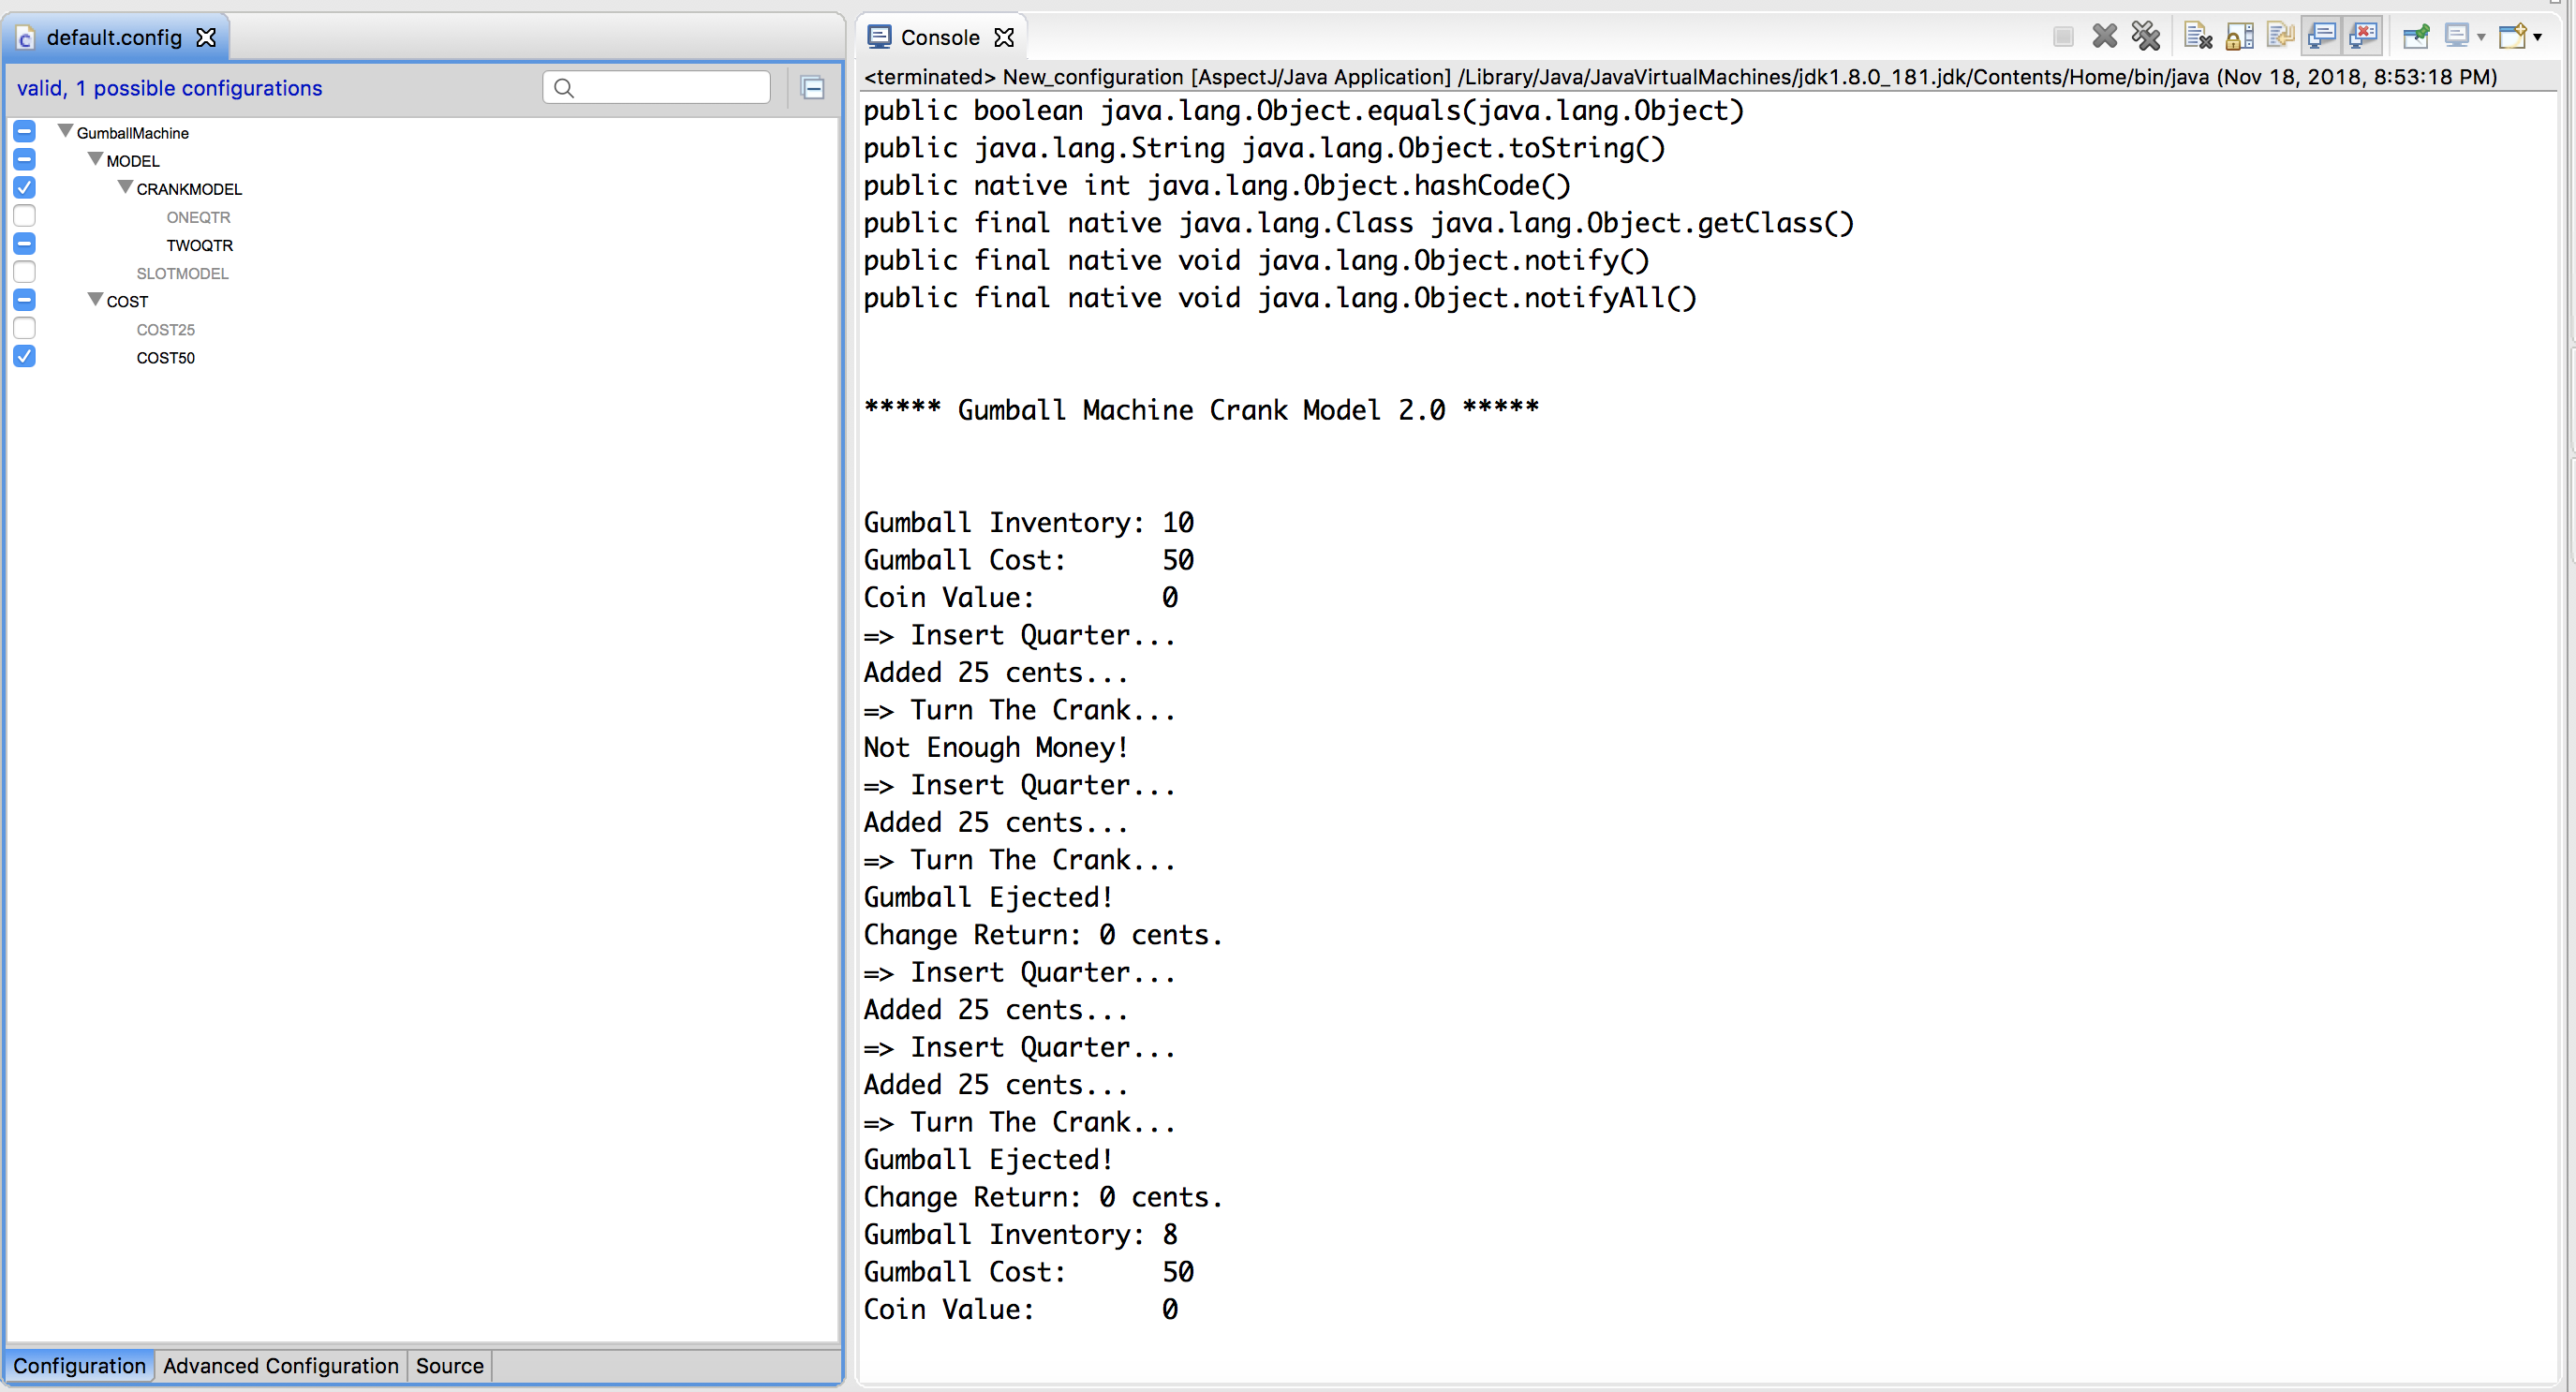 default.config
valid, 1 possible configurations
GumballMachine
MODEL
CRANKMODEL
ONEQTR
TWOQTR
SLOTMODEL
COST
COST25
COST50
Configuration
Advanced Configuration
Source
Console
<terminated> New_configuration [AspectJ/Java Application] /Library/Java/JavaVirtualMachines/jdk1.8.0_181.jdk/Contents/Home/bin/java (Nov 18, 2018, 8:53:18 PM)
public boolean java.lang.Object.equals(java.lang.Object)
public java.lang.String java.lang.Object.toString()
public native int java.lang.Object.hashCode()
public final native java.lang.Class java.lang.Object.getClass()
public final native void java.lang.Object.notify()
public final native void java.lang.Object.notifyAll()
***** Gumball Machine Crank Model 2.0 *****
Gumball Inventory: 10
Gumball Cost: 50
Coin Value: 0
=> Insert Quarter...
Added 25 cents...
=> Turn The Crank...
Not Enough Money!
=> Insert Quarter...
Added 25 cents...
=> Turn The Crank...
Gumball Ejected!
Change Return: 0 cents.
=> Insert Quarter...
Added 25 cents...
=> Insert Quarter...
Added 25 cents...
=> Turn The Crank...
Gumball Ejected!
Change Return: 0 cents.
Gumball Inventory: 8
Gumball Cost: 50
Coin Value: 0